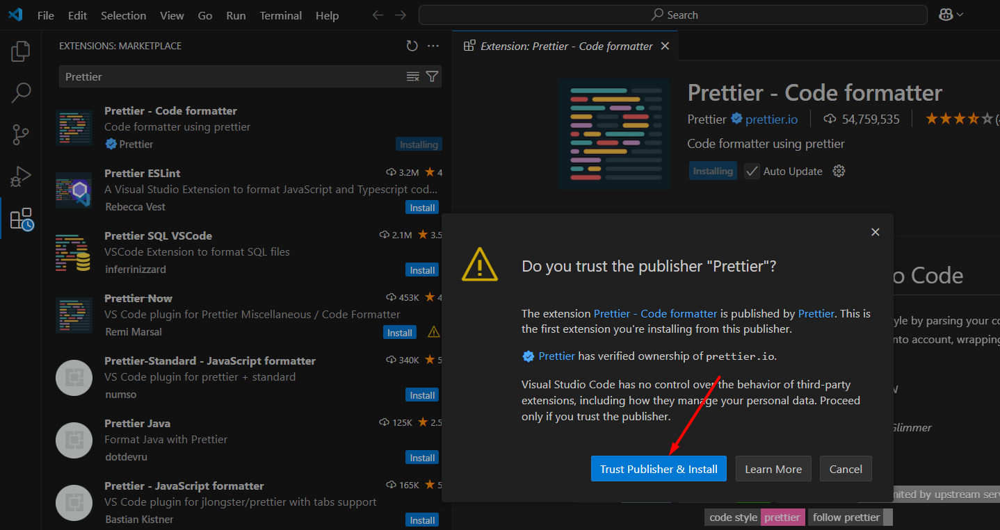 File Edit Selection View Go Run Terminal Help
Search
EXTENSIONS: MARKETPLACE
Prettier
Prettier - Code formatter
Code formatter using prettier
Prettier
Installing
Prettier ESLint
3.2M
4
A Visual Studio Extension to format JavaScript and Typescript cod...
Rebecca Vest
Install
Prettier SQL VSCode
2.1M
3.5
VSCode Extension to format SQL files
inferrinizzard
Install
Prettier Now
453K
4
VS Code plugin for Prettier Miscellaneous / Code Formatter
Remi Marsal
Install
Prettier-Standard - JavaScript formatter
340K
5
VS Code plugin for prettier + standard
numso
Install
Prettier Java
125K
2.5
Format Java with Prettier
dotdevru
Install
Prettier - JavaScript formatter
165K
5
VS Code plugin for jlongster/prettier with tabs support
Bastian Kistner
Install
Extension: Prettier - Code formatter
Prettier - Code formatter
Prettier prettier.io
54,759,535
Code formatter using prettier
Installing
Auto Update
Do you trust the publisher "Prettier"?
The extension Prettier - Code formatter is published by Prettier. This is
the first extension you're installing from this publisher.
Prettier has verified ownership of prettier.io.
Visual Studio Code has no control over the behavior of third-party
extensions, including how they manage your personal data. Proceed
only if you trust the publisher.
Trust Publisher & Install
Learn More
Cancel
o Code
yle by parsing your co
nto account, wrapping
Glimmer
nited by upstream serv
code style prettier
follow prettier